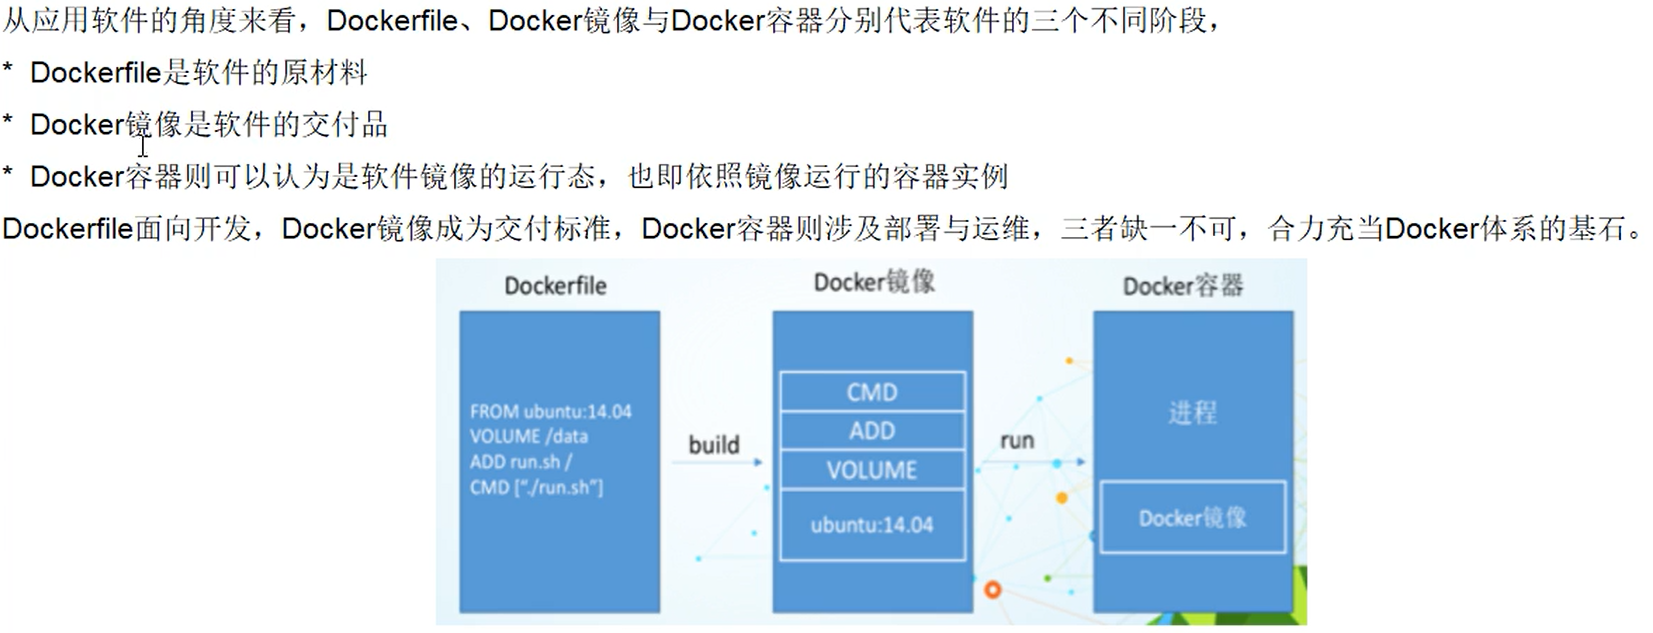 从应用软件的角度来看，Dockerfile、Docker镜像与Docker容器分别代表软件的三个不同阶段，
* Dockerfile是软件的原材料
* Docker镜像是软件的交付品
* Docker容器则可以认为是软件镜像的运行态，也即依照镜像运行的容器实例
Dockerfile面向开发，Docker镜像成为交付标准，Docker容器则涉及部署与运维，三者缺一不可，合力充当Docker体系的基石。
Dockerfile
FROM ubuntu:14.04
VOLUME /data
ADD run.sh /
CMD ["./run.sh"]
build
Docker镜像
CMD
ADD
VOLUME
ubuntu:14.04
run
Docker容器
进程
Docker镜像